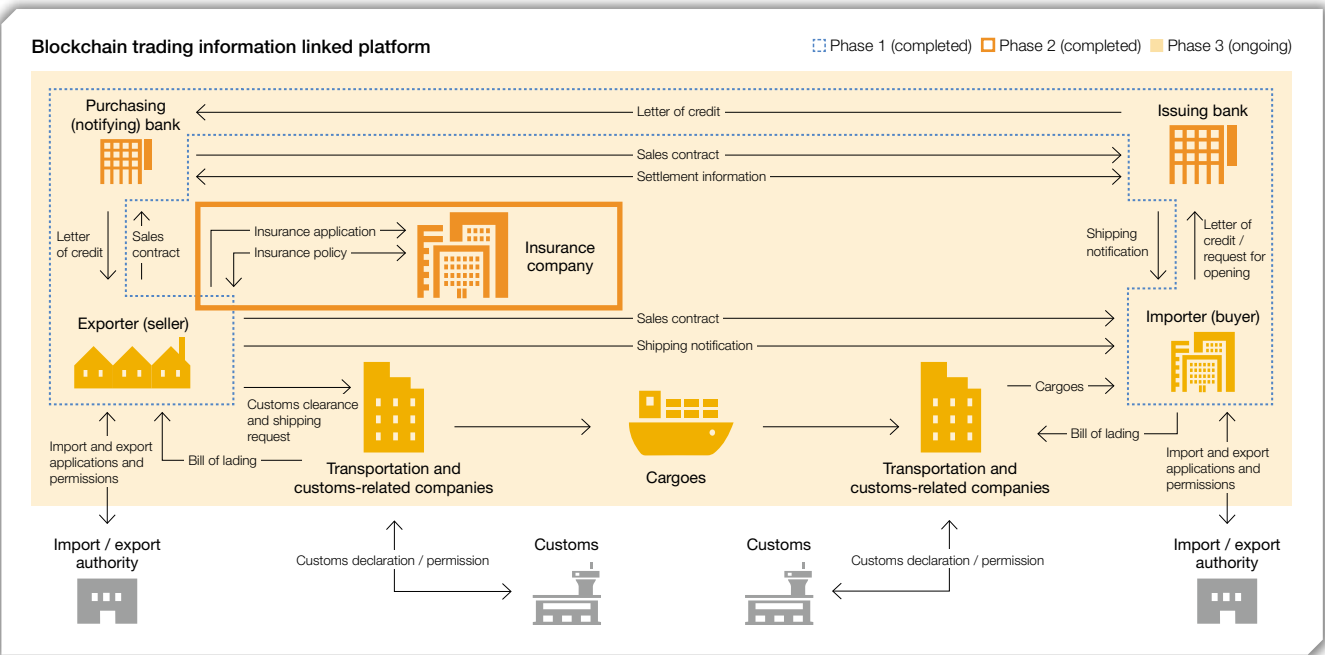 Blockchain trading information linked platform
Phase 1 (completed)
Phase 2 (completed)
Phase 3 (ongoing)
Purchasing
(notifying) bank
Letter of credit
Issuing bank
Sales contract
Settlement information
Letter
of credit
Sales
contract
Insurance application
Insurance policy
Insurance
company
Shipping
notification
Letter of
credit /
request for
opening
Exporter (seller)
Sales contract
Importer (buyer)
Shipping notification
Customs clearance
and shipping
request
Cargoes
Import and export
applications and
permissions
Bill of lading
Transportation and
customs-related companies
Cargoes
Transportation and
customs-related companies
Bill of lading
Import and export
applications and
permissions
Import / export
authority
Customs declaration / permission
Customs
Customs
Customs declaration / permission
Import / export
authority